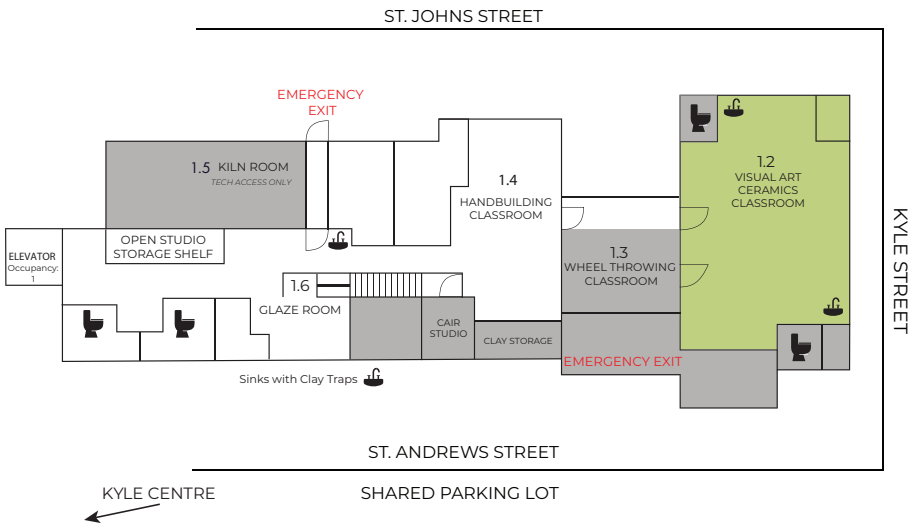 ST. JOHNS STREET
EMERGENCY
EXIT
1.5 KILN ROOM
TECH ACCESS ONLY
1.4
HANDBUILDING
CLASSROOM
1.2
VISUAL ART
CERAMICS
CLASSROOM
KYLE STREET
OPEN STUDIO
STORAGE SHELF
ELEVATOR
Occupancy:
1
1.3
WHEEL THROWING
CLASSROOM
1.6
GLAZE ROOM
CAIR
STUDIO
CLAY STORAGE
EMERGENCY EXIT
Sinks with Clay Traps
ST. ANDREWS STREET
KYLE CENTRE
SHARED PARKING LOT